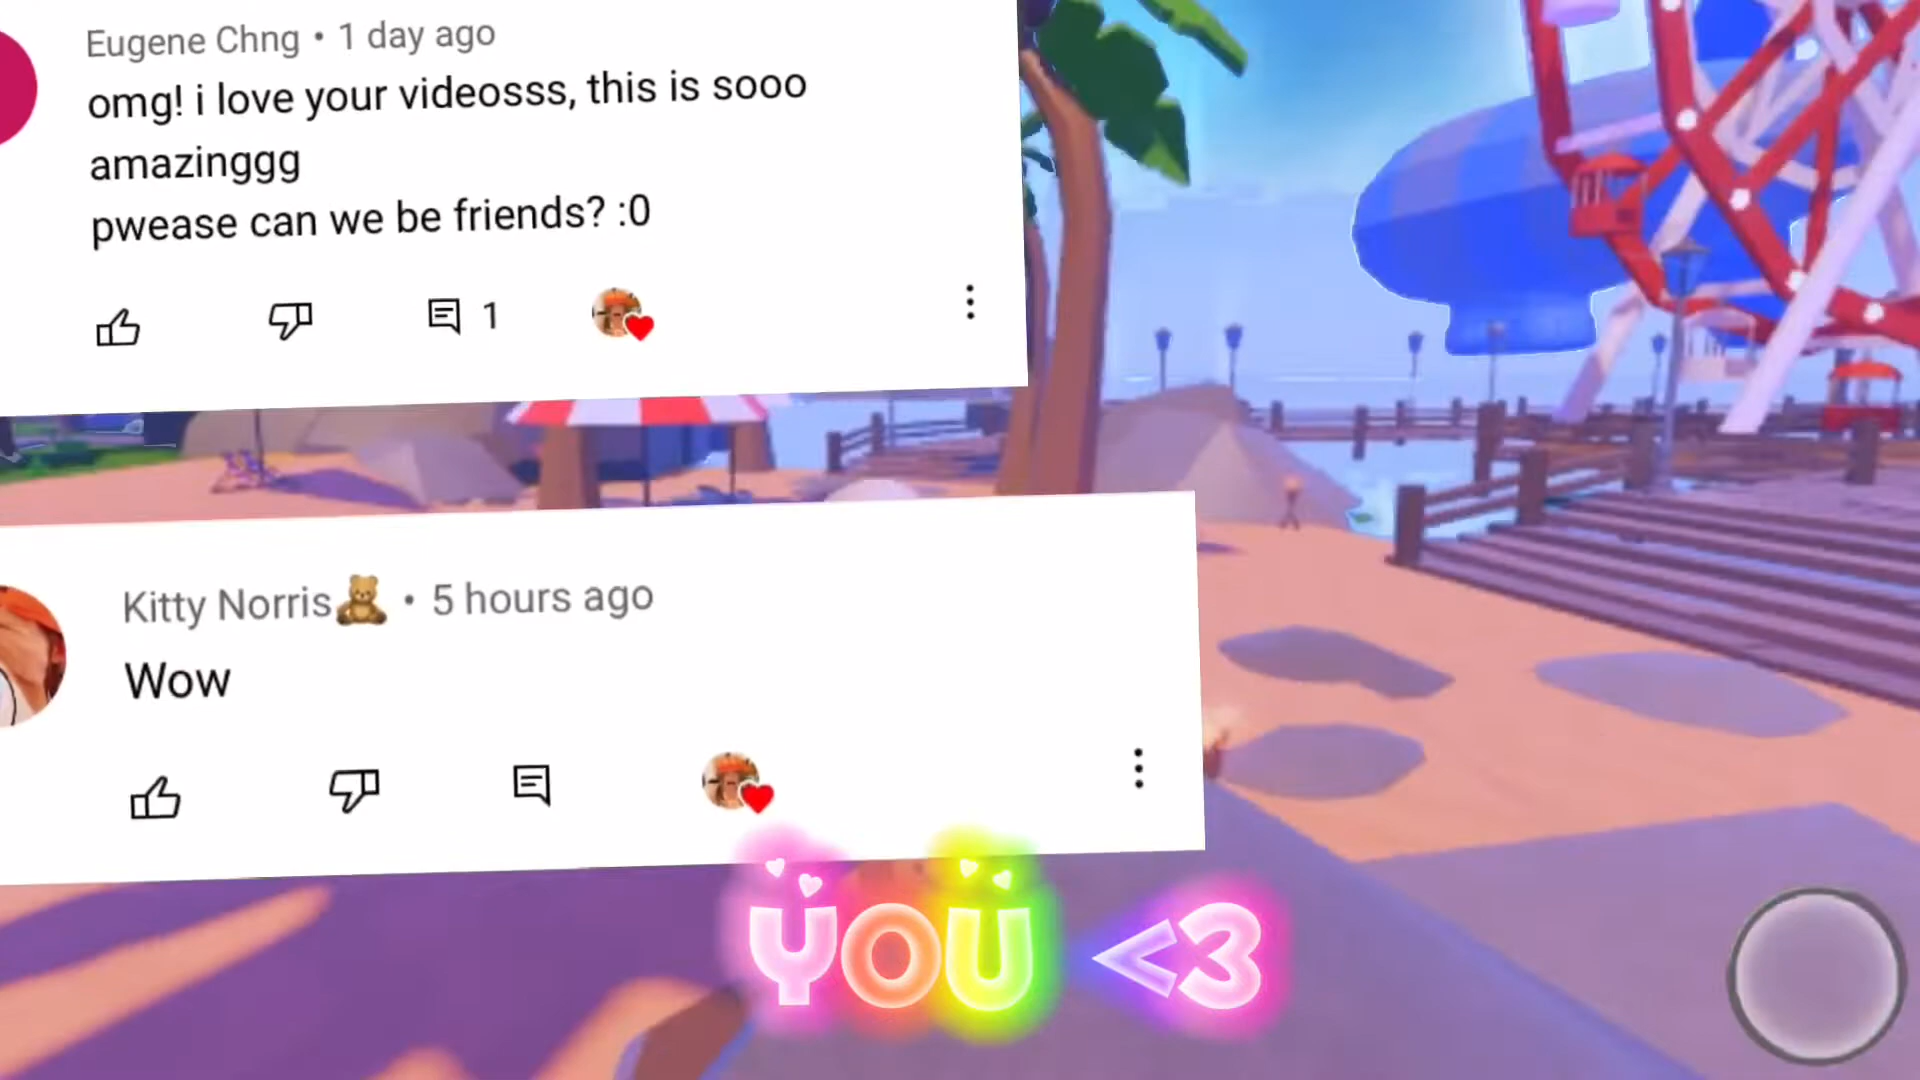 Eugene Chng • 1 day ago
omg! i love your videosss, this is sooo
amazinggg
pwease can we be friends? :0
1
Kitty Norris🧸 • 5 hours ago
Wow
YOU <3